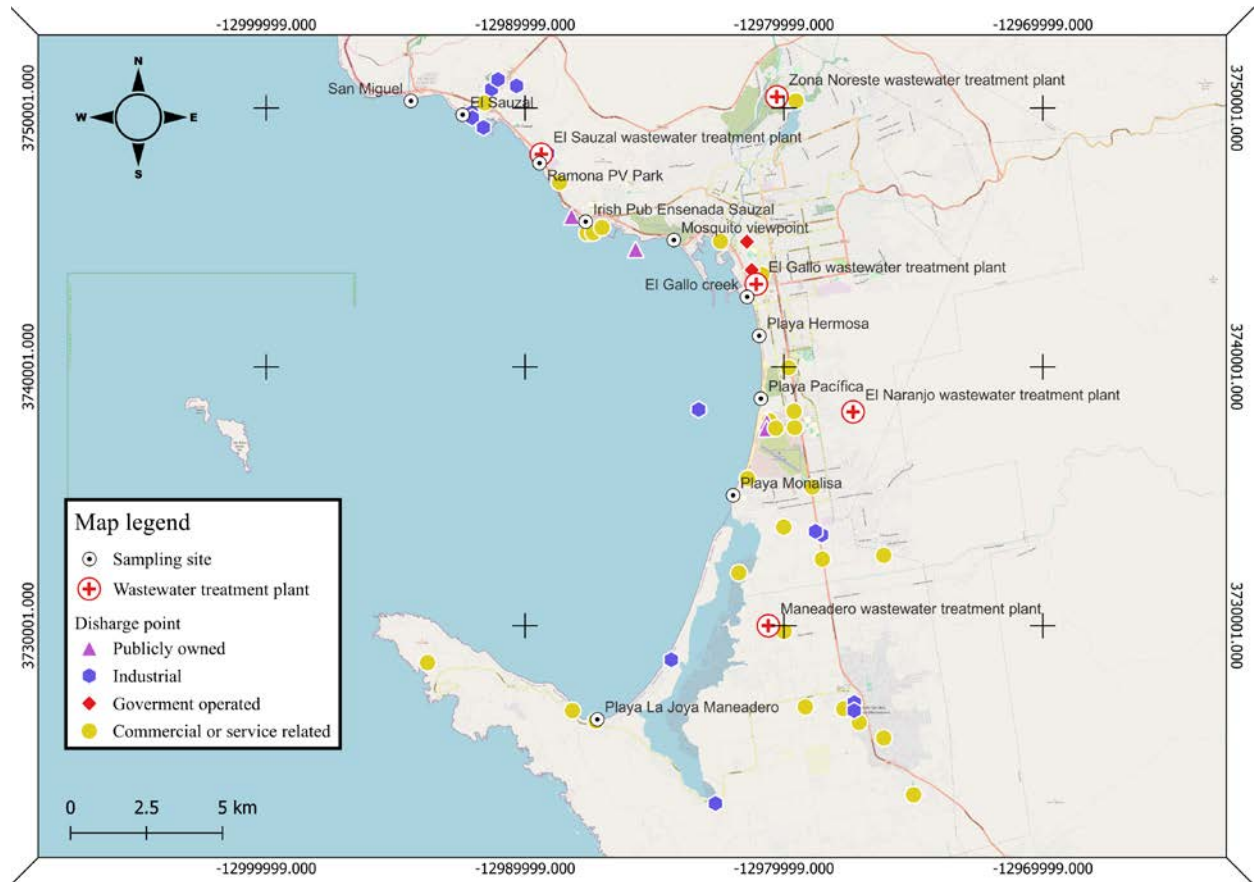 -12999999.000
-12989999.000
-12979999.000
-12969999.000
3750001.000
3740001.000
3730001.000
3750001.000
3740001.000
3730001.000
N
W
E
S
San Miguel
El Sauzal
Zona Noreste wastewater treatment plant
El Sauzal wastewater treatment plant
Ramona PV Park
Irish Pub Ensenada Sauzal
Mosquito viewpoint
El Gallo wastewater treatment plant
El Gallo creek
Playa Hermosa
Playa Pacífica
El Naranjo wastewater treatment plant
Playa Monalisa
Maneadero wastewater treatment plant
Playa La Joya Maneadero
Map legend
Sampling site
Wastewater treatment plant
Disharge point
Publicly owned
Industrial
Goverment operated
Commercial or service related
0
2.5
5 km
-12999999.000
-12989999.000
-12979999.000
-12969999.000